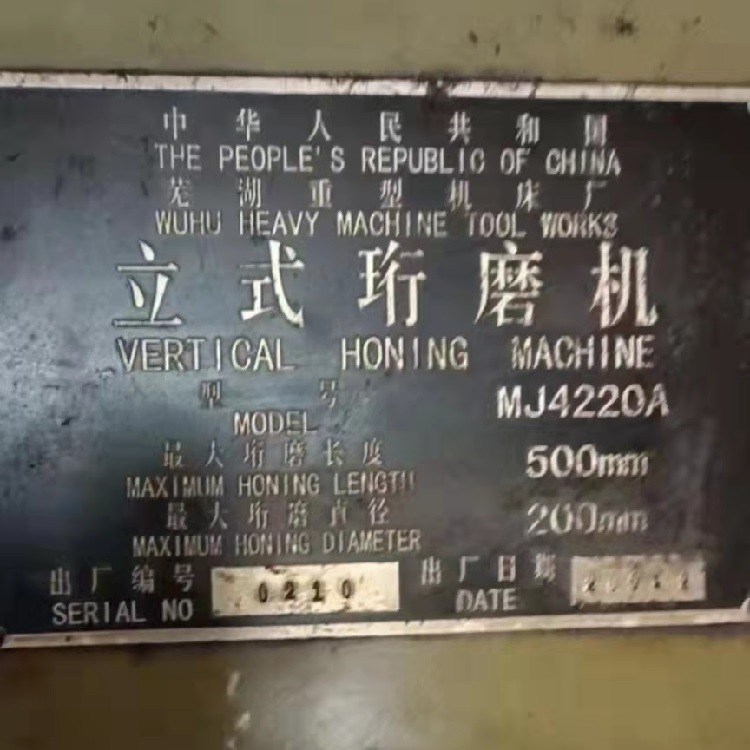 中华人民共和国
THE PEOPLE'S REPUBLIC OF CHINA
芜湖重型机床厂
WUHU HEAVY MACHINE TOOL WORKS
立式珩磨机
VERTICAL HONING MACHINE
型号 MJ4220A
MODEL
最大珩磨长度 500mm
MAXIMUM HONING LENGTH
最大珩磨直径 200mm
MAXIMUM HONING DIAMETER
出厂编号 0210 出厂日期
SERIAL NO DATE